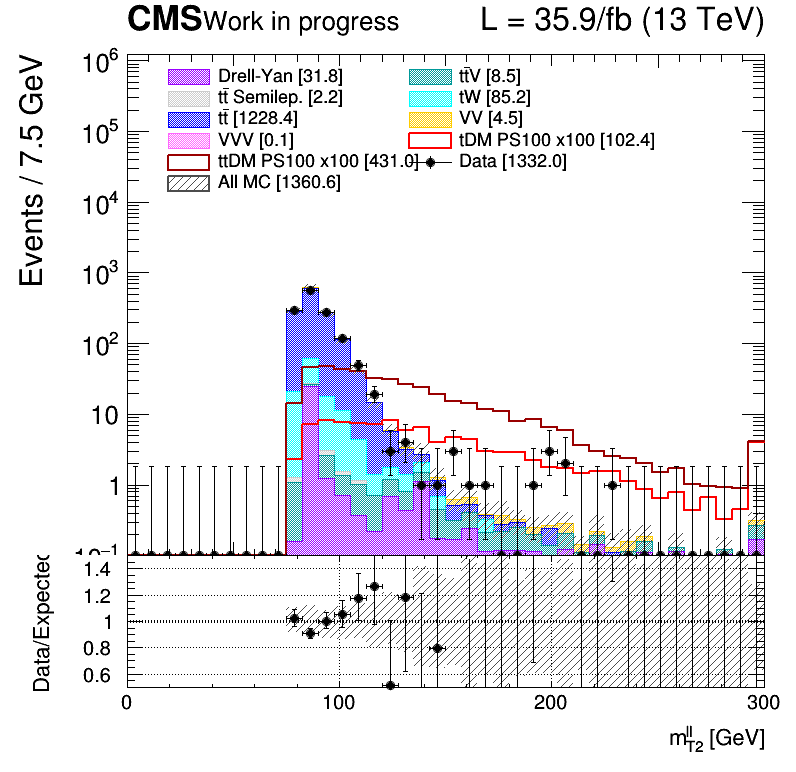 CMS Work in progress L = 35.9/fb (13 TeV)
Events / 7.5 GeV
10⁶
10⁵
10⁴
10³
10²
10
1
10⁻¹
Drell-Yan [31.8] tt̄V [8.5]
tt̄ Semilep. [2.2] tW [85.2]
tt̄ [1228.4] VV [4.5]
VVV [0.1] tDM PS100 x100 [102.4]
ttDM PS100 x100 [431.0] Data [1332.0]
All MC [1360.6]
Data/Expected
1.4
1.2
1
0.8
0.6
0 100 200 300
m_T2^ll [GeV]